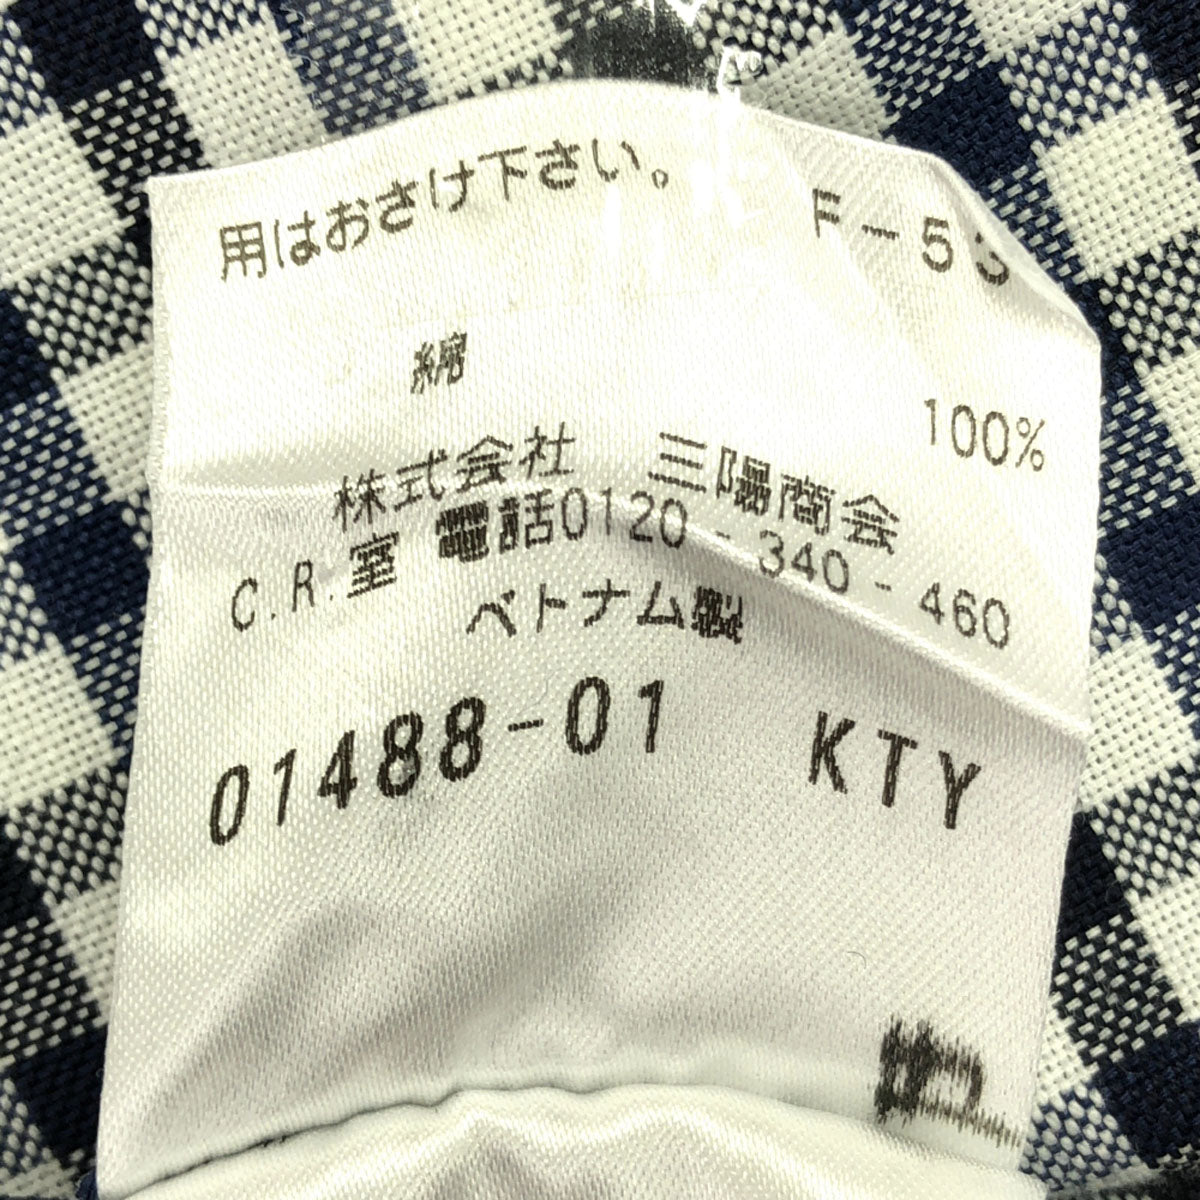 用はおさけ下さい。 F-53
綿 100%
株式会社 三陽商会
C.R.室 電話0120-340-460
ベトナム製
01488-01 KTY